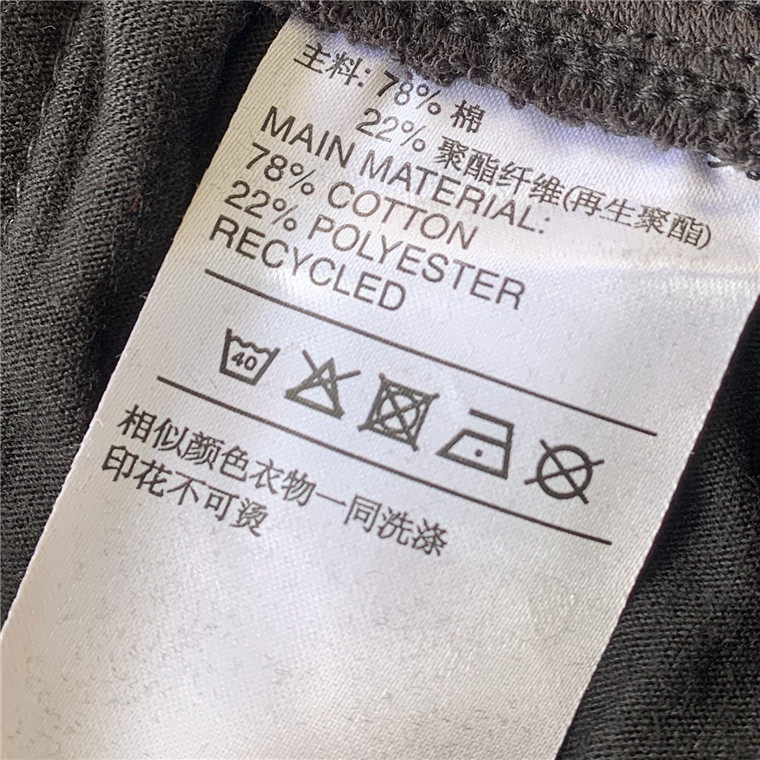 主料: 78% 棉
22% 聚酯纤维(再生聚酯)
MAIN MATERIAL:
78% COTTON
22% POLYESTER
RECYCLED
40
相似颜色衣物一同洗涤
印花不可烫